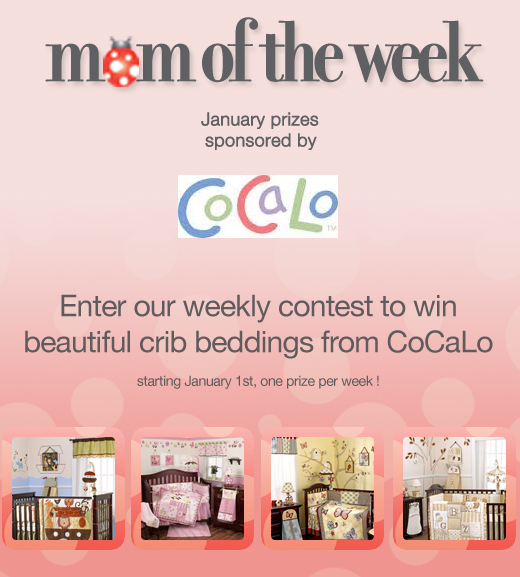 mom of the week
January prizes
sponsored by
CoCaLo TM
Enter our weekly contest to win
beautiful crib beddings from CoCaLo
starting January 1st, one prize per week !